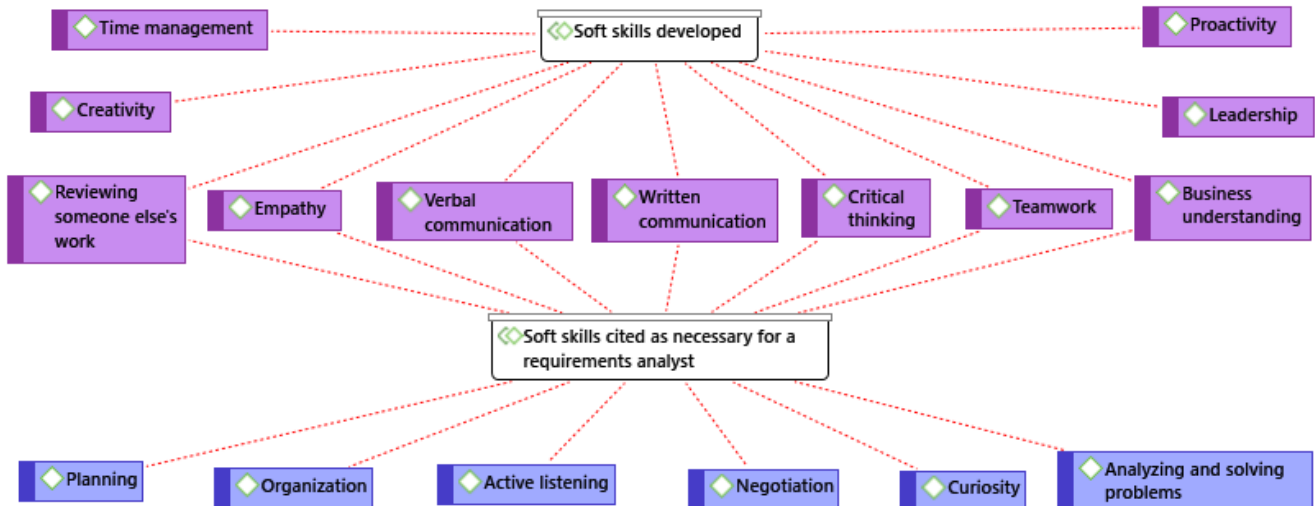 Time management
Soft skills developed
Proactivity
Creativity
Leadership
Reviewing
someone else's
work
Empathy
Verbal
communication
Written
communication
Critical
thinking
Teamwork
Business
understanding
Soft skills cited as necessary for a
requirements analyst
Planning
Organization
Active listening
Negotiation
Curiosity
Analyzing and solving
problems